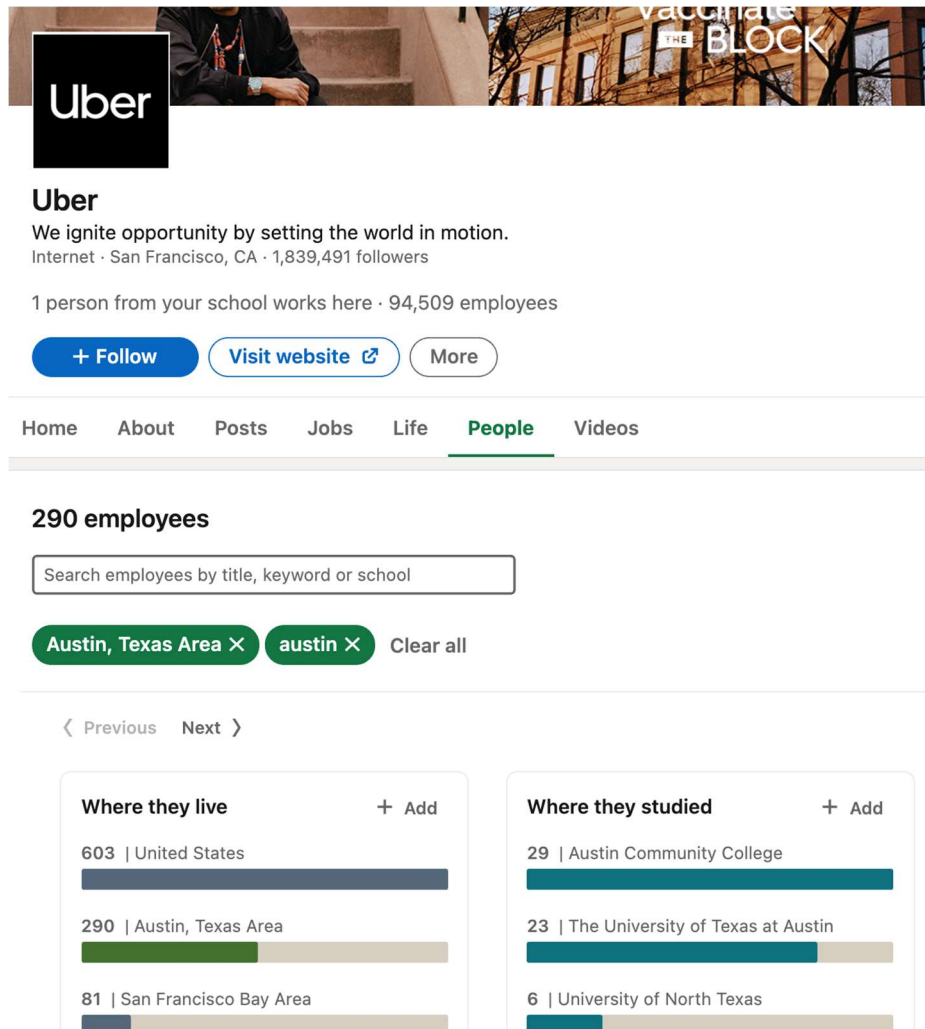 Vaccinate
THE BLOCK
Uber
Uber
We ignite opportunity by setting the world in motion.
Internet · San Francisco, CA · 1,839,491 followers
1 person from your school works here · 94,509 employees
+ Follow Visit website More
Home About Posts Jobs Life People Videos
290 employees
Search employees by title, keyword or school
Austin, Texas Area × austin × Clear all
Previous Next
Where they live + Add
603 | United States
290 | Austin, Texas Area
81 | San Francisco Bay Area
Where they studied + Add
29 | Austin Community College
23 | The University of Texas at Austin
6 | University of North Texas